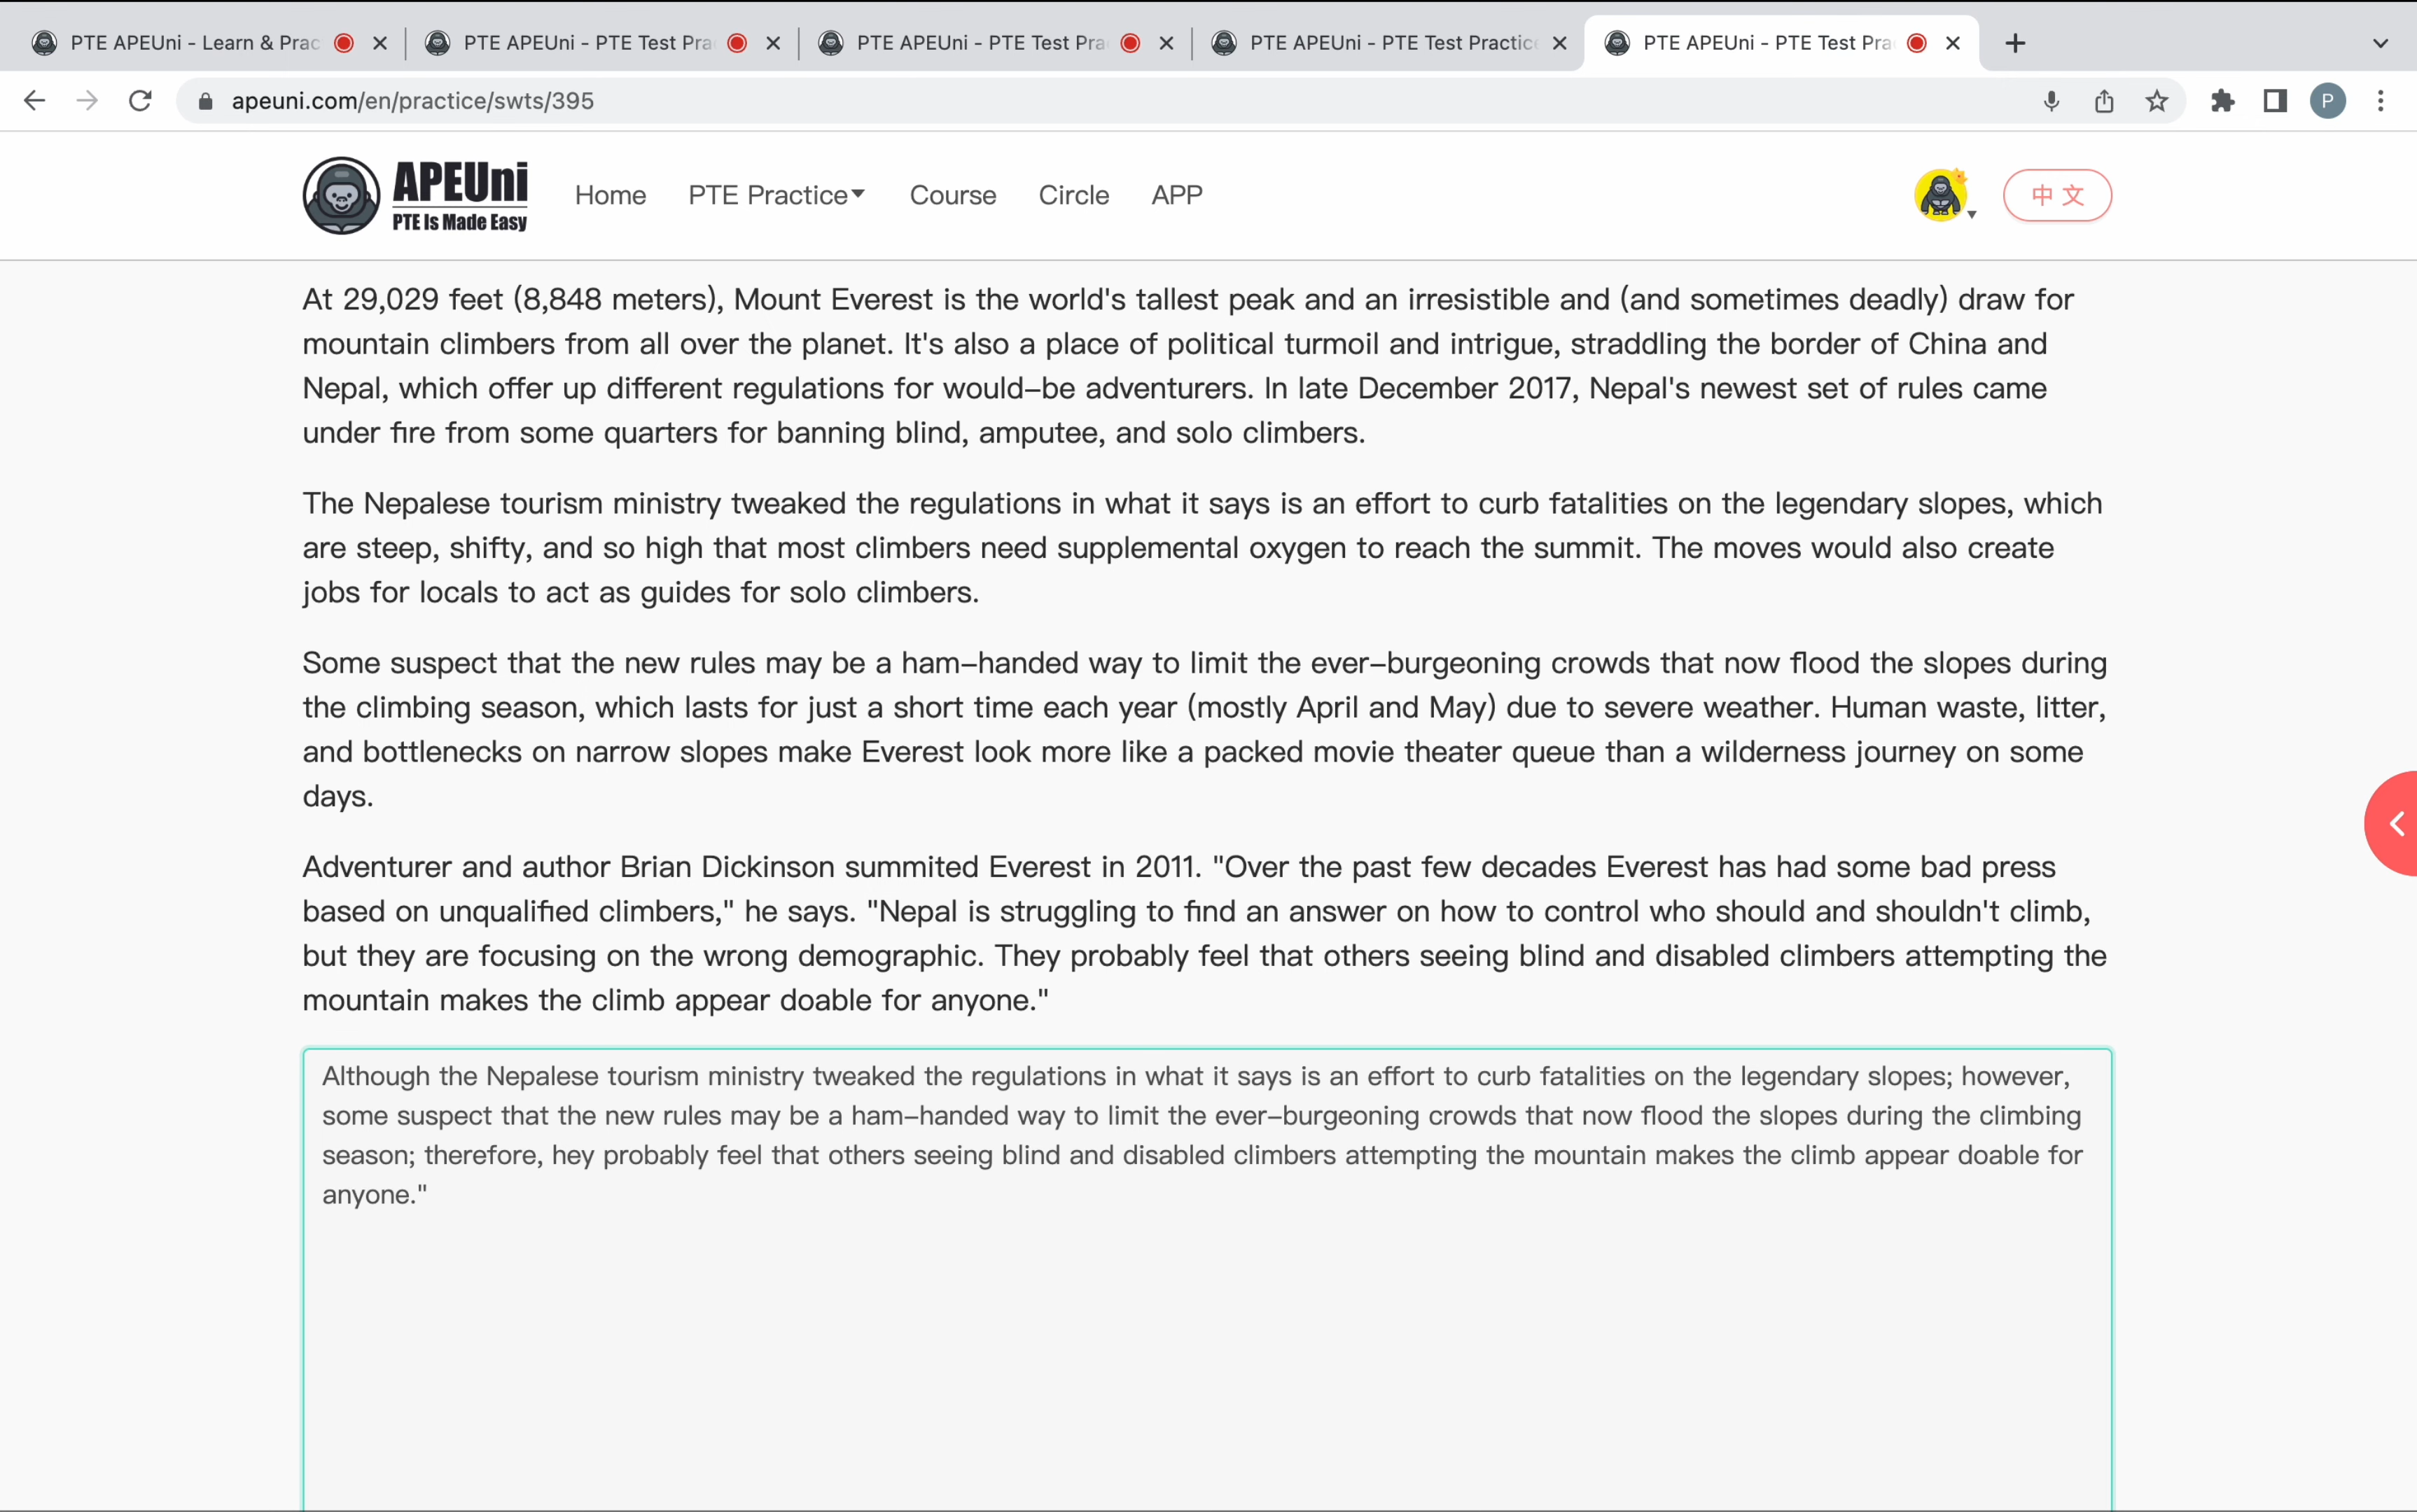 PTE APEUni - Learn & Prac
PTE APEUni - PTE Test Pra
PTE APEUni - PTE Test Pra
PTE APEUni - PTE Test Practic
PTE APEUni - PTE Test Pra
apeuni.com/en/practice/swts/395
P
APEUni
PTE Is Made Easy
Home
PTE Practice
Course
Circle
APP
中 文
At 29,029 feet (8,848 meters), Mount Everest is the world's tallest peak and an irresistible and (and sometimes deadly) draw for
mountain climbers from all over the planet. It's also a place of political turmoil and intrigue, straddling the border of China and
Nepal, which offer up different regulations for would–be adventurers. In late December 2017, Nepal's newest set of rules came
under fire from some quarters for banning blind, amputee, and solo climbers.
The Nepalese tourism ministry tweaked the regulations in what it says is an effort to curb fatalities on the legendary slopes, which
are steep, shifty, and so high that most climbers need supplemental oxygen to reach the summit. The moves would also create
jobs for locals to act as guides for solo climbers.
Some suspect that the new rules may be a ham–handed way to limit the ever–burgeoning crowds that now flood the slopes during
the climbing season, which lasts for just a short time each year (mostly April and May) due to severe weather. Human waste, litter,
and bottlenecks on narrow slopes make Everest look more like a packed movie theater queue than a wilderness journey on some
days.
Adventurer and author Brian Dickinson summited Everest in 2011. "Over the past few decades Everest has had some bad press
based on unqualified climbers," he says. "Nepal is struggling to find an answer on how to control who should and shouldn't climb,
but they are focusing on the wrong demographic. They probably feel that others seeing blind and disabled climbers attempting the
mountain makes the climb appear doable for anyone."
Although the Nepalese tourism ministry tweaked the regulations in what it says is an effort to curb fatalities on the legendary slopes; however,
some suspect that the new rules may be a ham–handed way to limit the ever–burgeoning crowds that now flood the slopes during the climbing
season; therefore, hey probably feel that others seeing blind and disabled climbers attempting the mountain makes the climb appear doable for
anyone."